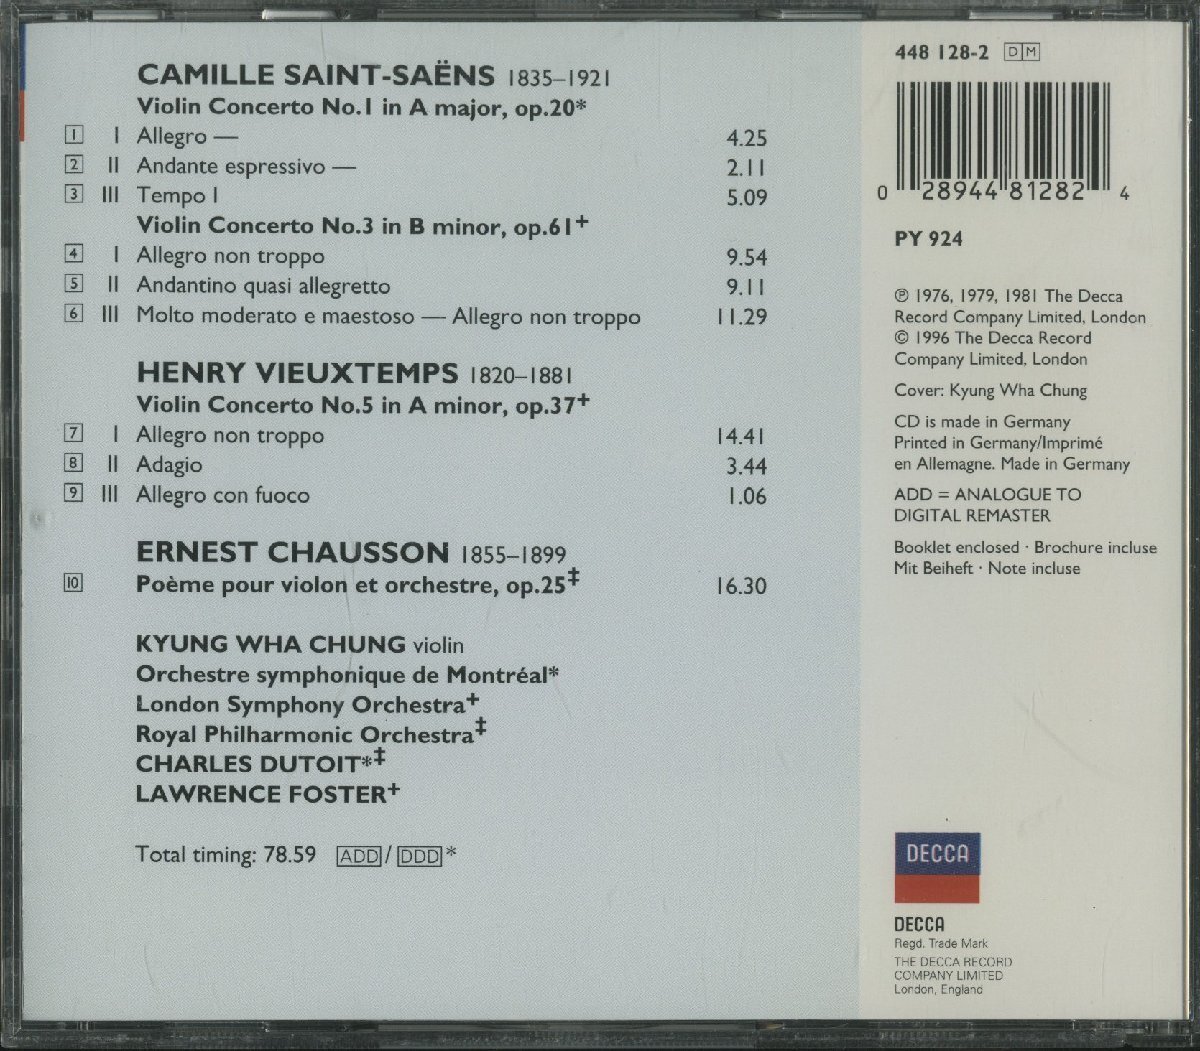 CAMILLE SAINT-SAËNS 1835–1921
Violin Concerto No.1 in A major, op.20*
1 I Allegro — 4.25
2 II Andante espressivo — 2.11
3 III Tempo I 5.09
Violin Concerto No.3 in B minor, op.61+
4 I Allegro non troppo 9.54
5 II Andantino quasi allegretto 9.11
6 III Molto moderato e maestoso — Allegro non troppo 11.29
HENRY VIEUXTEMPS 1820–1881
Violin Concerto No.5 in A minor, op.37+
7 I Allegro non troppo 14.41
8 II Adagio 3.44
9 III Allegro con fuoco 1.06
ERNEST CHAUSSON 1855–1899
10 Poème pour violon et orchestre, op.25‡ 16.30
KYUNG WHA CHUNG violin
Orchestre symphonique de Montréal*
London Symphony Orchestra+
Royal Philharmonic Orchestra‡
CHARLES DUTOIT*‡
LAWRENCE FOSTER+
Total timing: 78.59 ADD / DDD*
448 128-2 DM
0 28944 81282 4
PY 924
℗ 1976, 1979, 1981 The Decca
Record Company Limited, London
© 1996 The Decca Record
Company Limited, London
Cover: Kyung Wha Chung
CD is made in Germany
Printed in Germany/Imprimé
en Allemagne. Made in Germany
ADD = ANALOGUE TO
DIGITAL REMASTER
Booklet enclosed · Brochure incluse
Mit Beiheft · Note incluse
DECCA
DECCA
Regd. Trade Mark
THE DECCA RECORD
COMPANY LIMITED
London, England